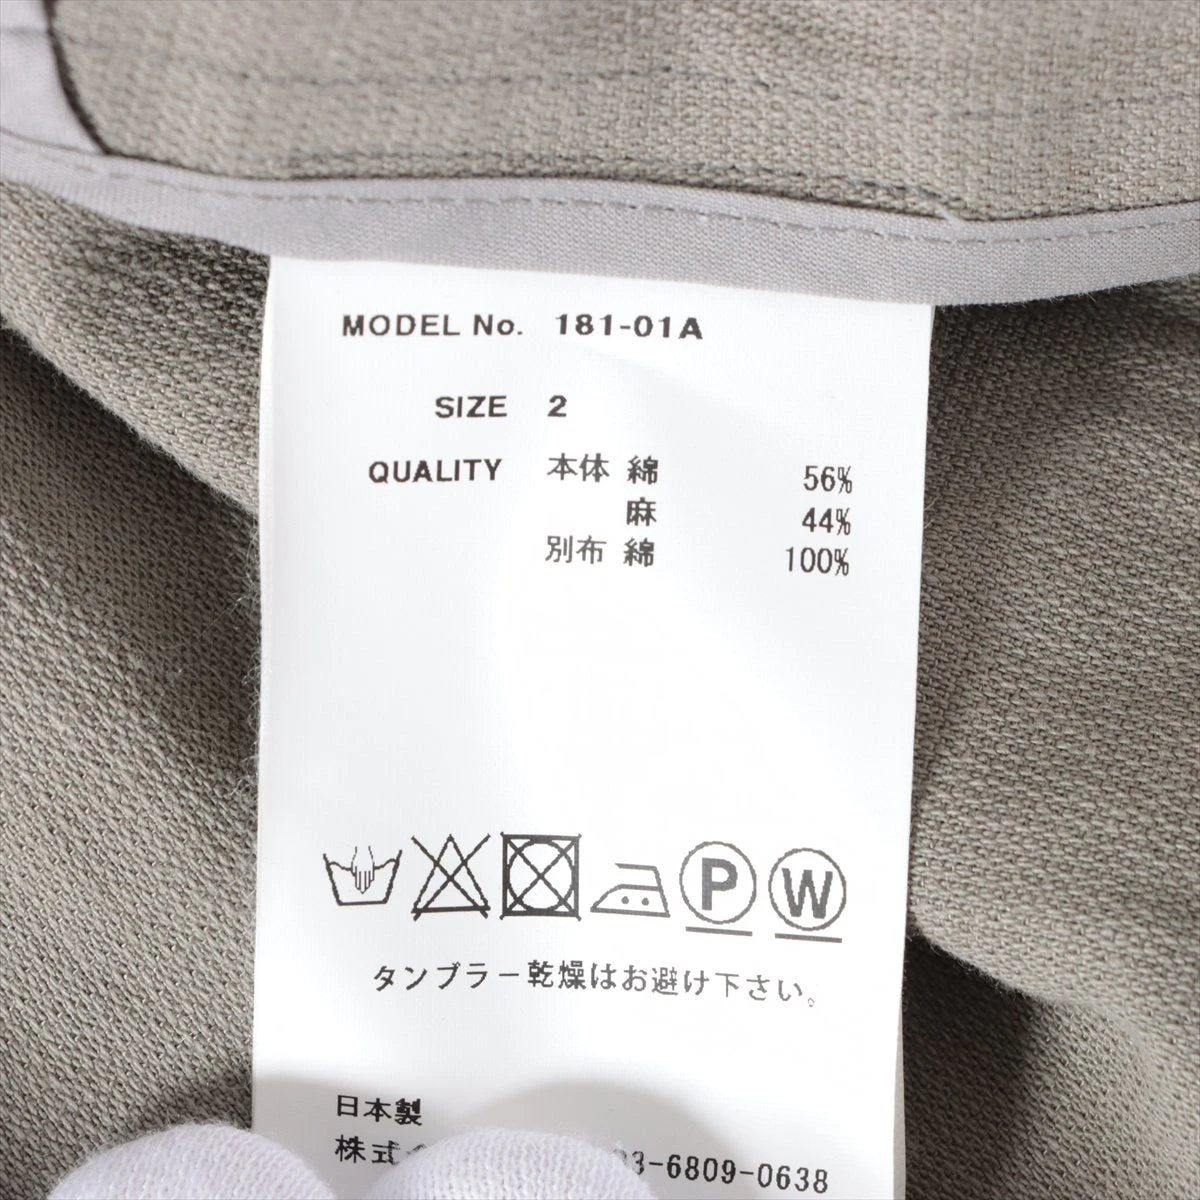 MODEL No. 181-01A
SIZE 2
QUALITY 本体 綿 56%
麻 44%
別布 綿 100%
P W
タンブラー乾燥はお避け下さい。
日本製
株式 3-6809-0638